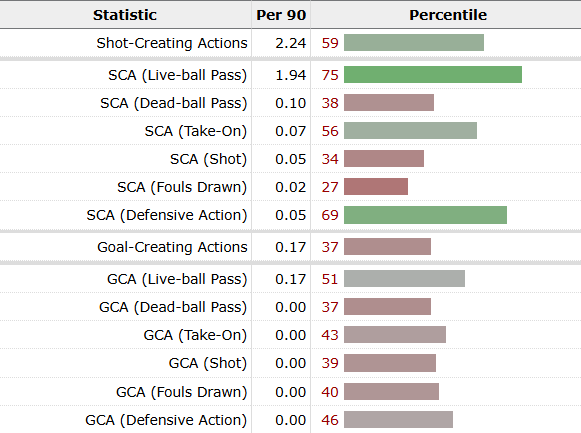 Statistic Per 90 Percentile
Shot-Creating Actions 2.24 59
SCA (Live-ball Pass) 1.94 75
SCA (Dead-ball Pass) 0.10 38
SCA (Take-On) 0.07 56
SCA (Shot) 0.05 34
SCA (Fouls Drawn) 0.02 27
SCA (Defensive Action) 0.05 69
Goal-Creating Actions 0.17 37
GCA (Live-ball Pass) 0.17 51
GCA (Dead-ball Pass) 0.00 37
GCA (Take-On) 0.00 43
GCA (Shot) 0.00 39
GCA (Fouls Drawn) 0.00 40
GCA (Defensive Action) 0.00 46